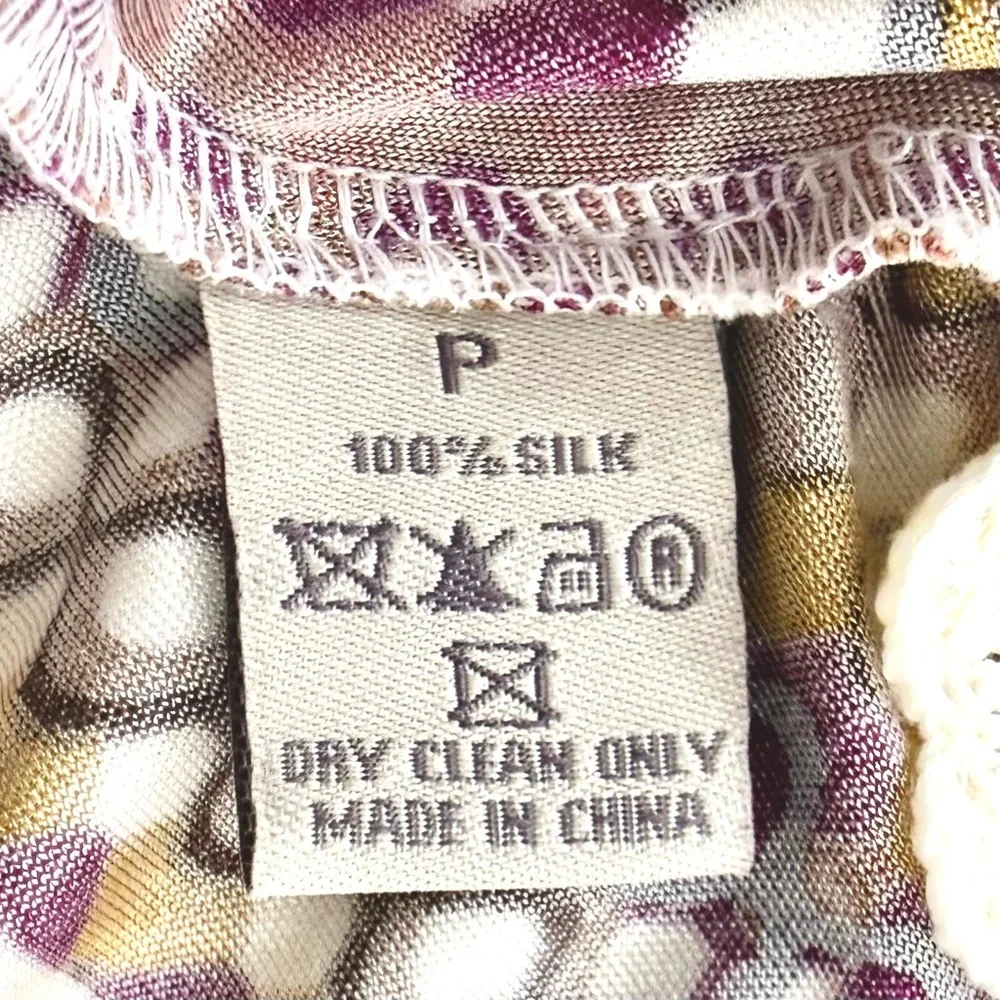 P
100% SILK
®
DRY CLEAN ONLY
MADE IN CHINA